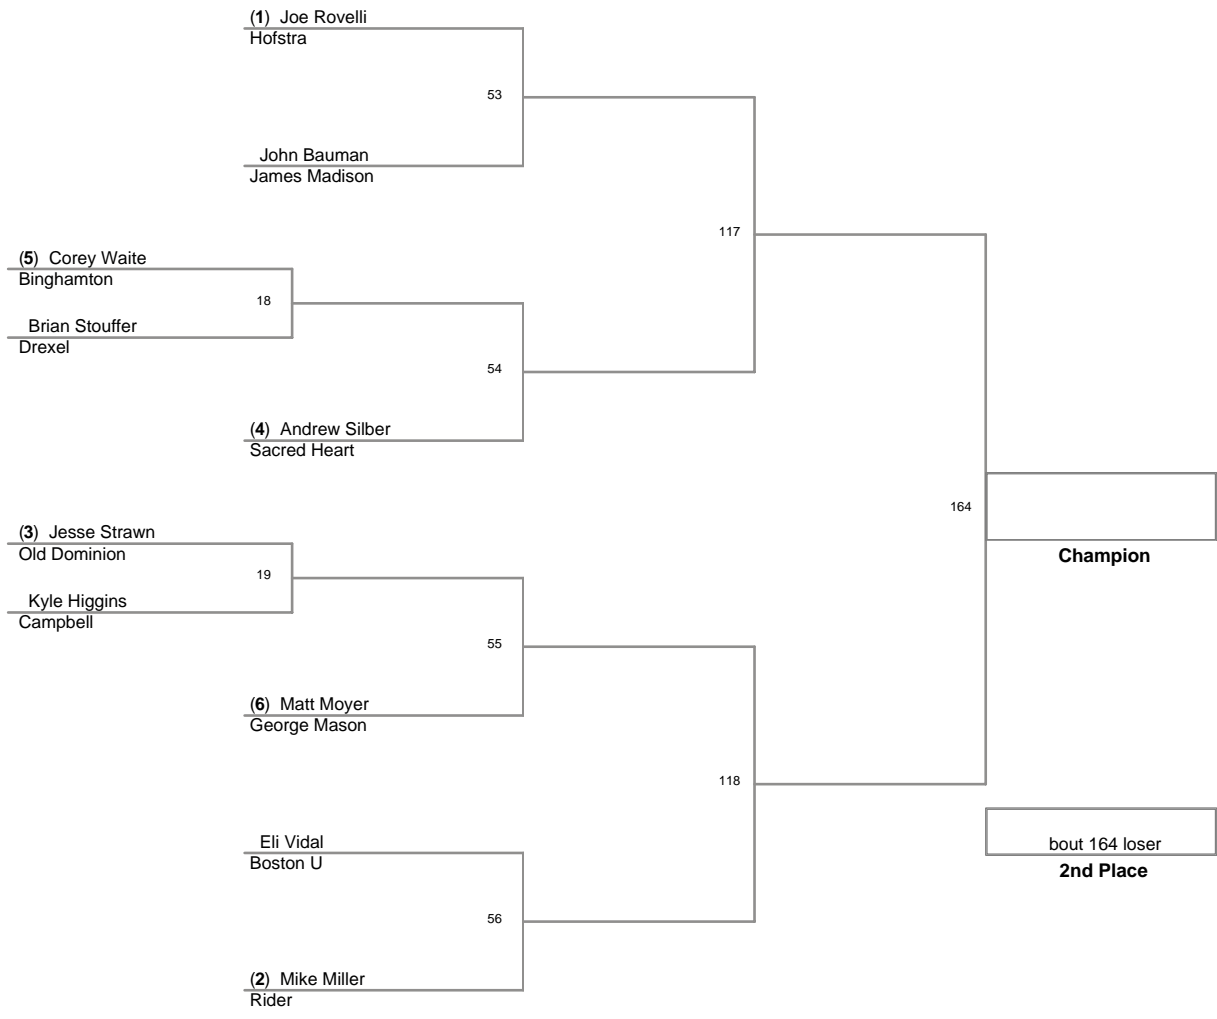 (1) Joe Rovelli
Hofstra
53
John Bauman
James Madison
117
(5) Corey Waite
Binghamton
18
Brian Stouffer
Drexel
54
(4) Andrew Silber
Sacred Heart
164
Champion
(3) Jesse Strawn
Old Dominion
19
Kyle Higgins
Campbell
55
(6) Matt Moyer
George Mason
118
Eli Vidal
Boston U
bout 164 loser
2nd Place
56
(2) Mike Miller
Rider